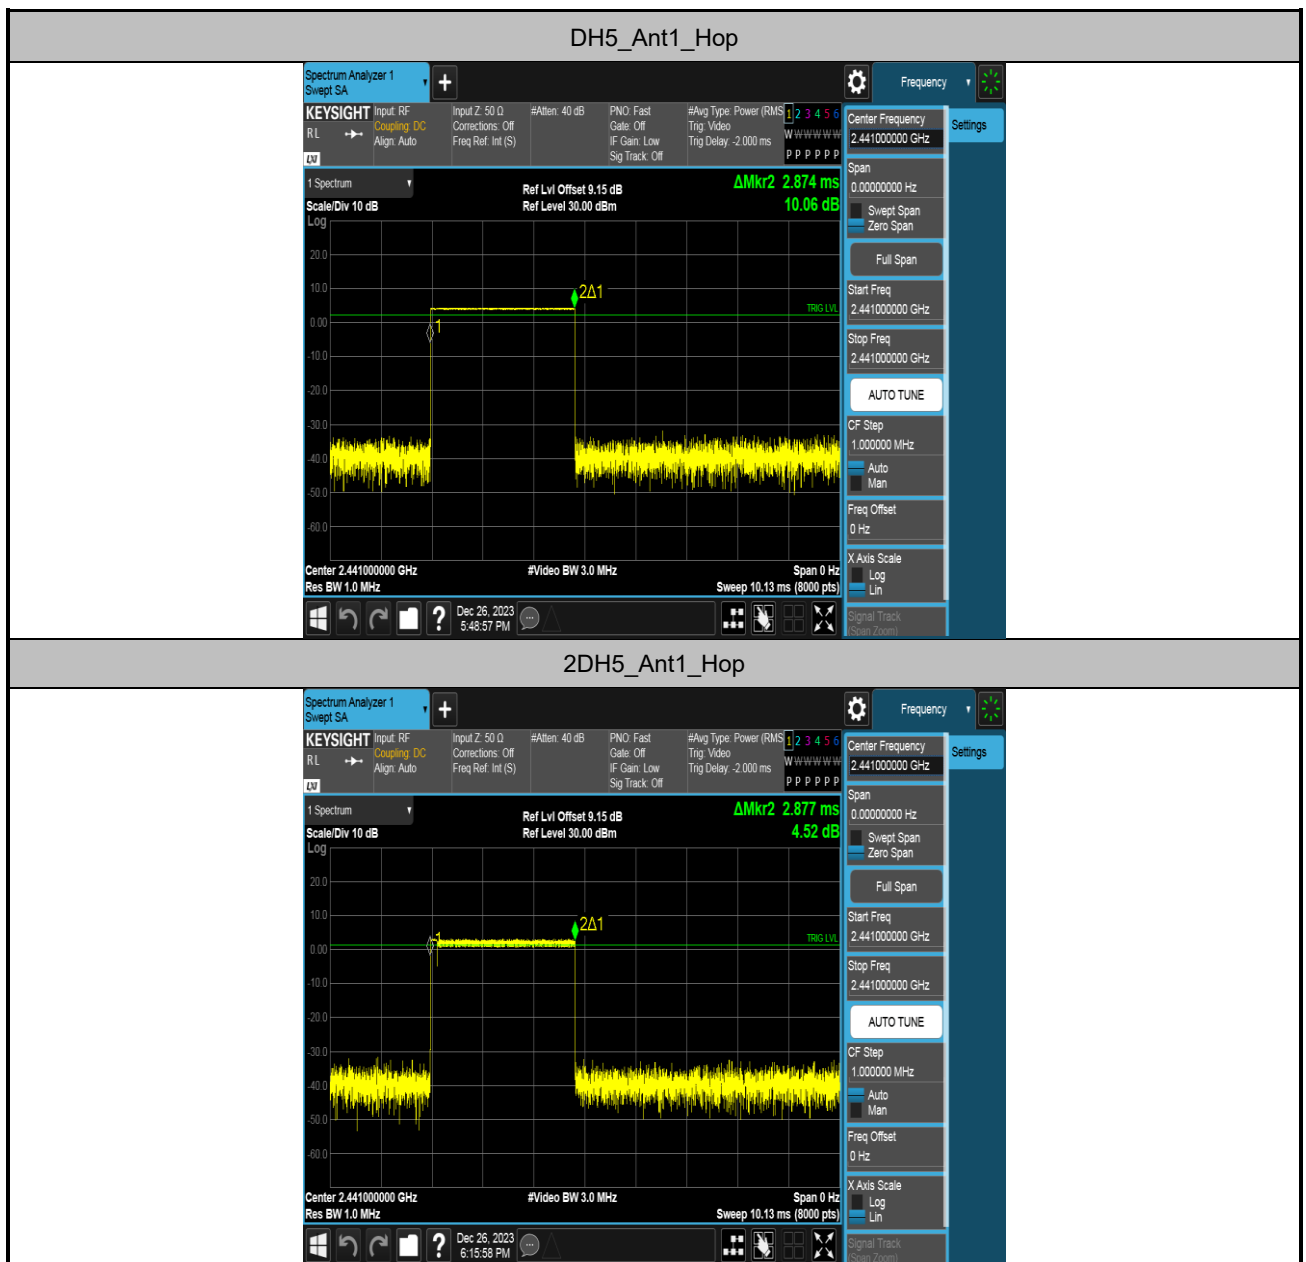 DH5_Ant1_Hop
Spectrum Analyzer 1
Swept SA
Frequency
KEYSIGHT
RL
LXI
Input: RF
Coupling: DC
Align: Auto
Input Z: 50 Ω
Corrections: Off
Freq Ref: Int (S)
#Atten: 40 dB
PNO: Fast
Gate: Off
IF Gain: Low
Sig Track: Off
#Avg Type: Power (RMS
Trig: Video
Trig Delay: -2.000 ms
1 2 3 4 5 6
W W W W W W
P P P P P P
Center Frequency
2.441000000 GHz
Settings
1 Spectrum
Scale/Div 10 dB
Log
Ref Lvl Offset 9.15 dB
Ref Level 30.00 dBm
ΔMkr2 2.874 ms
10.06 dB
Span
0.00000000 Hz
Swept Span
Zero Span
Full Span
Start Freq
2.441000000 GHz
Stop Freq
2.441000000 GHz
AUTO TUNE
CF Step
1.000000 MHz
Auto
Man
Freq Offset
0 Hz
X Axis Scale
Log
Lin
Signal Track
(Span Zoom)
20.0
10.0
0.00
-10.0
-20.0
-30.0
-40.0
-50.0
-60.0
2Δ1
1
TRIG LVL
Center 2.441000000 GHz
Res BW 1.0 MHz
#Video BW 3.0 MHz
Span 0 Hz
Sweep 10.13 ms (8000 pts)
?
Dec 26, 2023
5:48:57 PM
2DH5_Ant1_Hop
Spectrum Analyzer 1
Swept SA
Frequency
KEYSIGHT
RL
LXI
Input: RF
Coupling: DC
Align: Auto
Input Z: 50 Ω
Corrections: Off
Freq Ref: Int (S)
#Atten: 40 dB
PNO: Fast
Gate: Off
IF Gain: Low
Sig Track: Off
#Avg Type: Power (RMS
Trig: Video
Trig Delay: -2.000 ms
1 2 3 4 5 6
W W W W W W
P P P P P P
Center Frequency
2.441000000 GHz
Settings
1 Spectrum
Scale/Div 10 dB
Log
Ref Lvl Offset 9.15 dB
Ref Level 30.00 dBm
ΔMkr2 2.877 ms
4.52 dB
Span
0.00000000 Hz
Swept Span
Zero Span
Full Span
Start Freq
2.441000000 GHz
Stop Freq
2.441000000 GHz
AUTO TUNE
CF Step
1.000000 MHz
Auto
Man
Freq Offset
0 Hz
X Axis Scale
Log
Lin
Signal Track
(Span Zoom)
20.0
10.0
0.00
-10.0
-20.0
-30.0
-40.0
-50.0
-60.0
2Δ1
1
TRIG LVL
Center 2.441000000 GHz
Res BW 1.0 MHz
#Video BW 3.0 MHz
Span 0 Hz
Sweep 10.13 ms (8000 pts)
?
Dec 26, 2023
6:15:58 PM